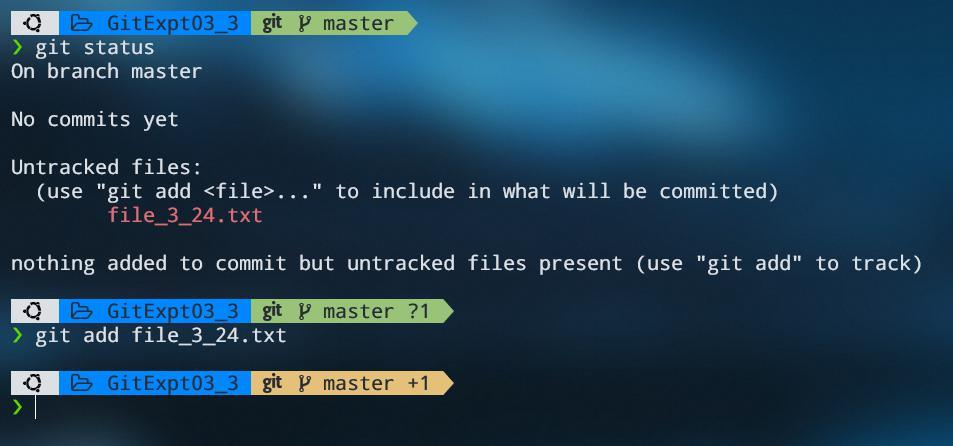 GitExpt03_3 git master
❯ git status
On branch master
No commits yet
Untracked files:
(use "git add <file>..." to include in what will be committed)
file_3_24.txt
nothing added to commit but untracked files present (use "git add" to track)
GitExpt03_3 git master ?1
❯ git add file_3_24.txt
GitExpt03_3 git master +1
❯